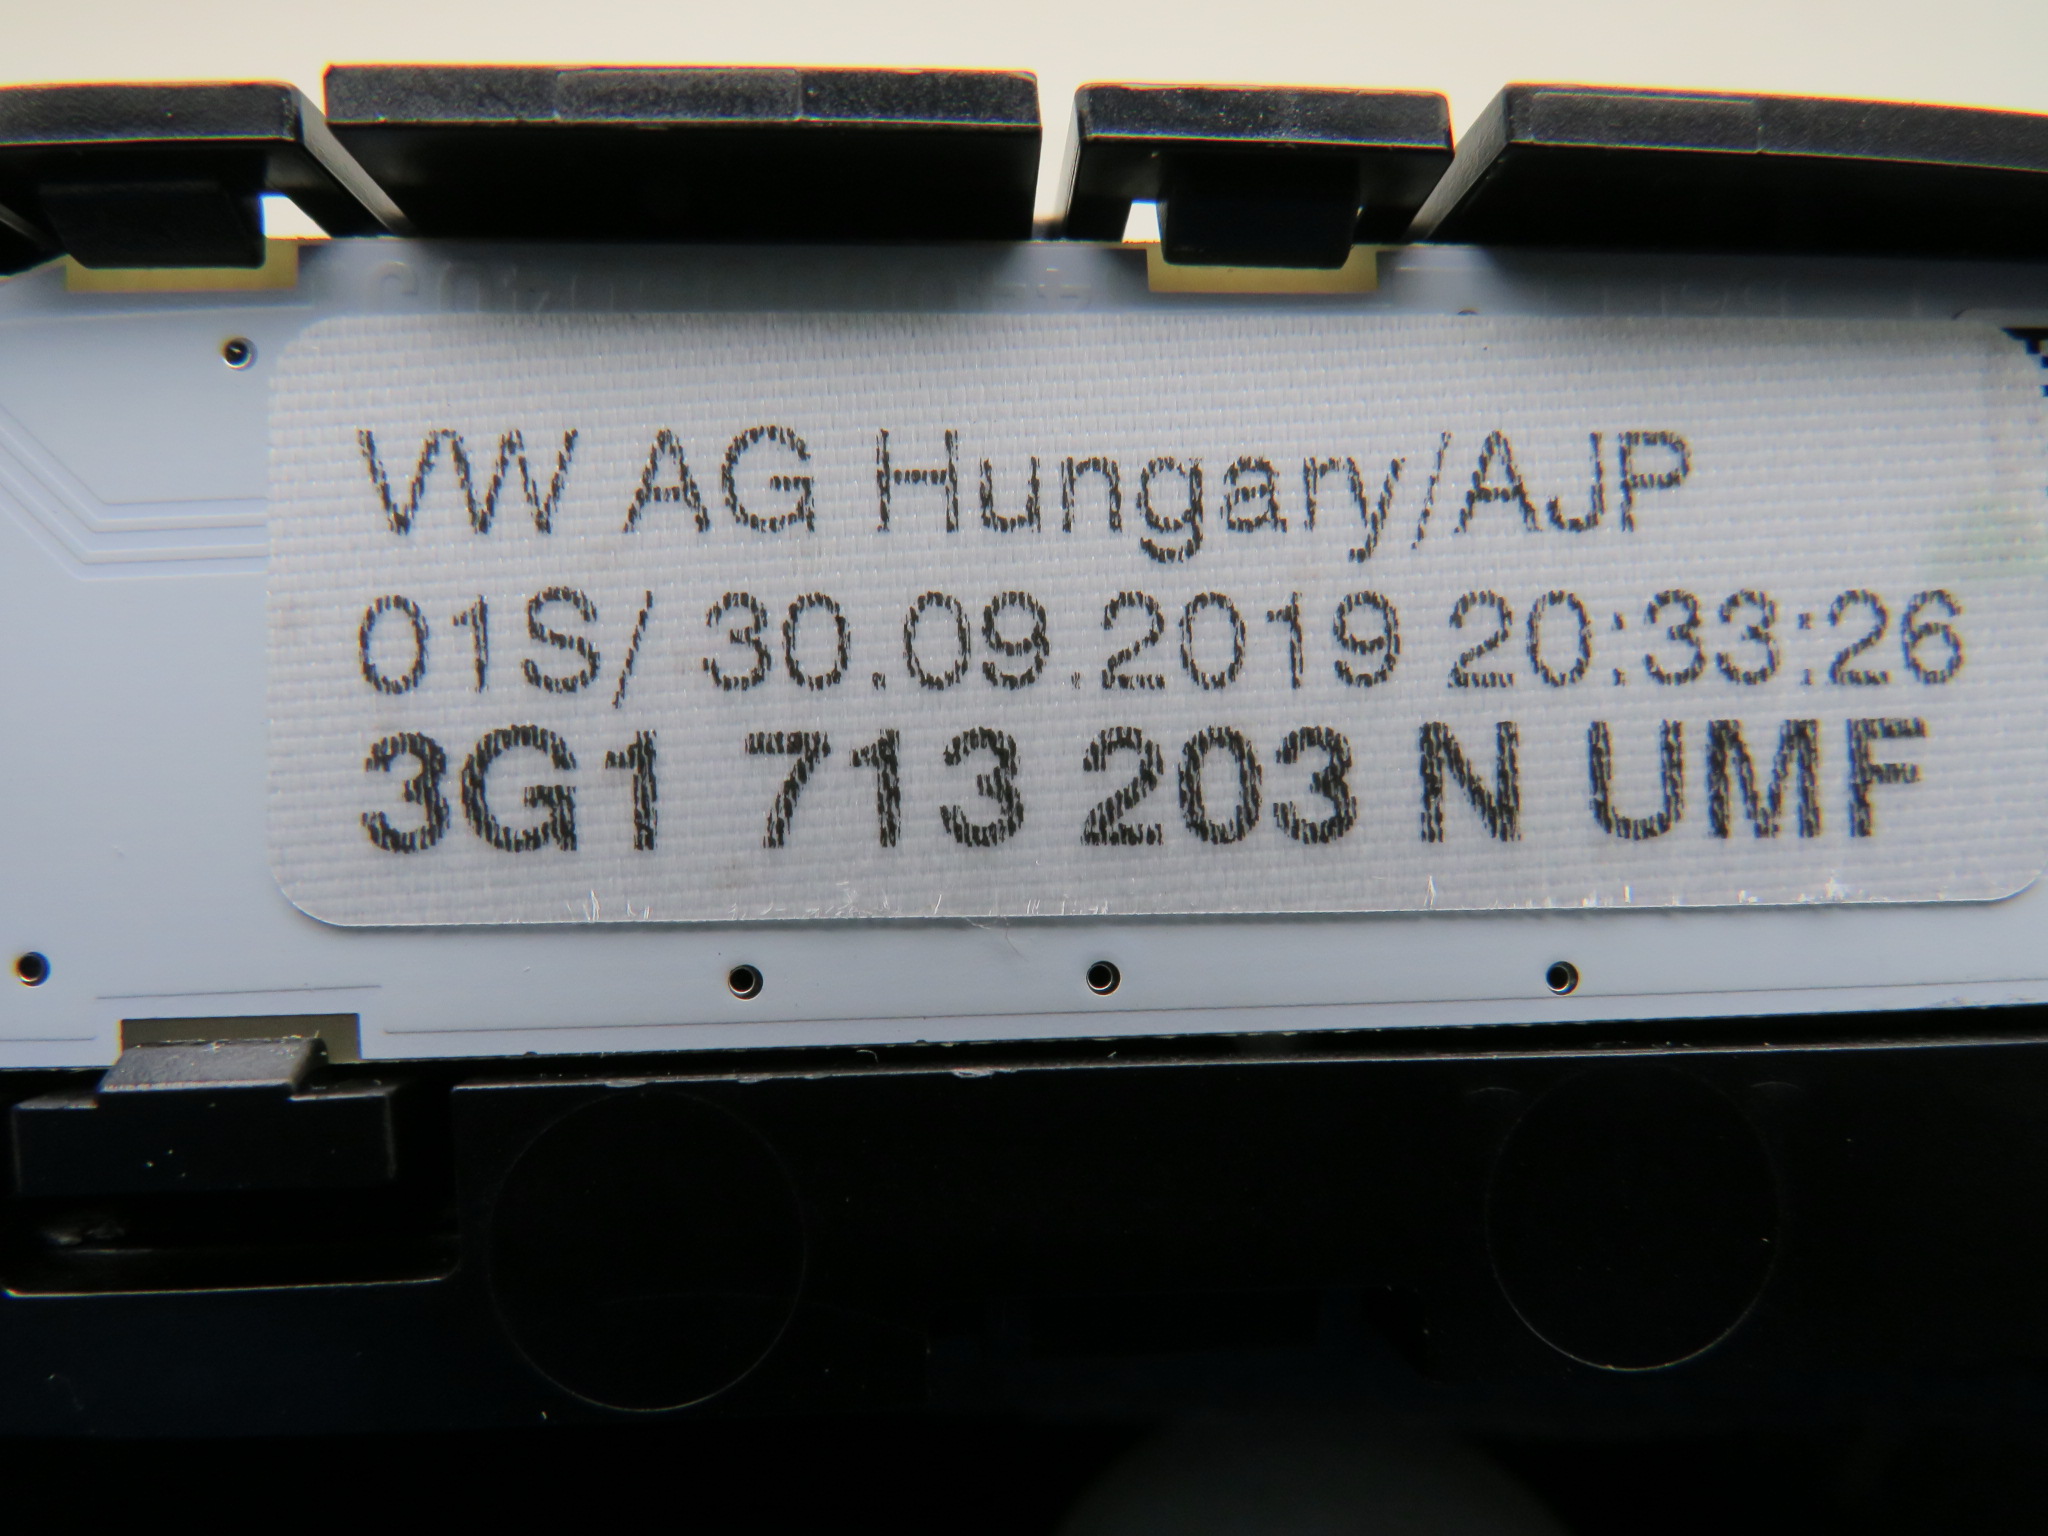 VW AG Hungary/AJP
01S/ 30.09.2019 20:33:26
3G1 713 203 N UMF